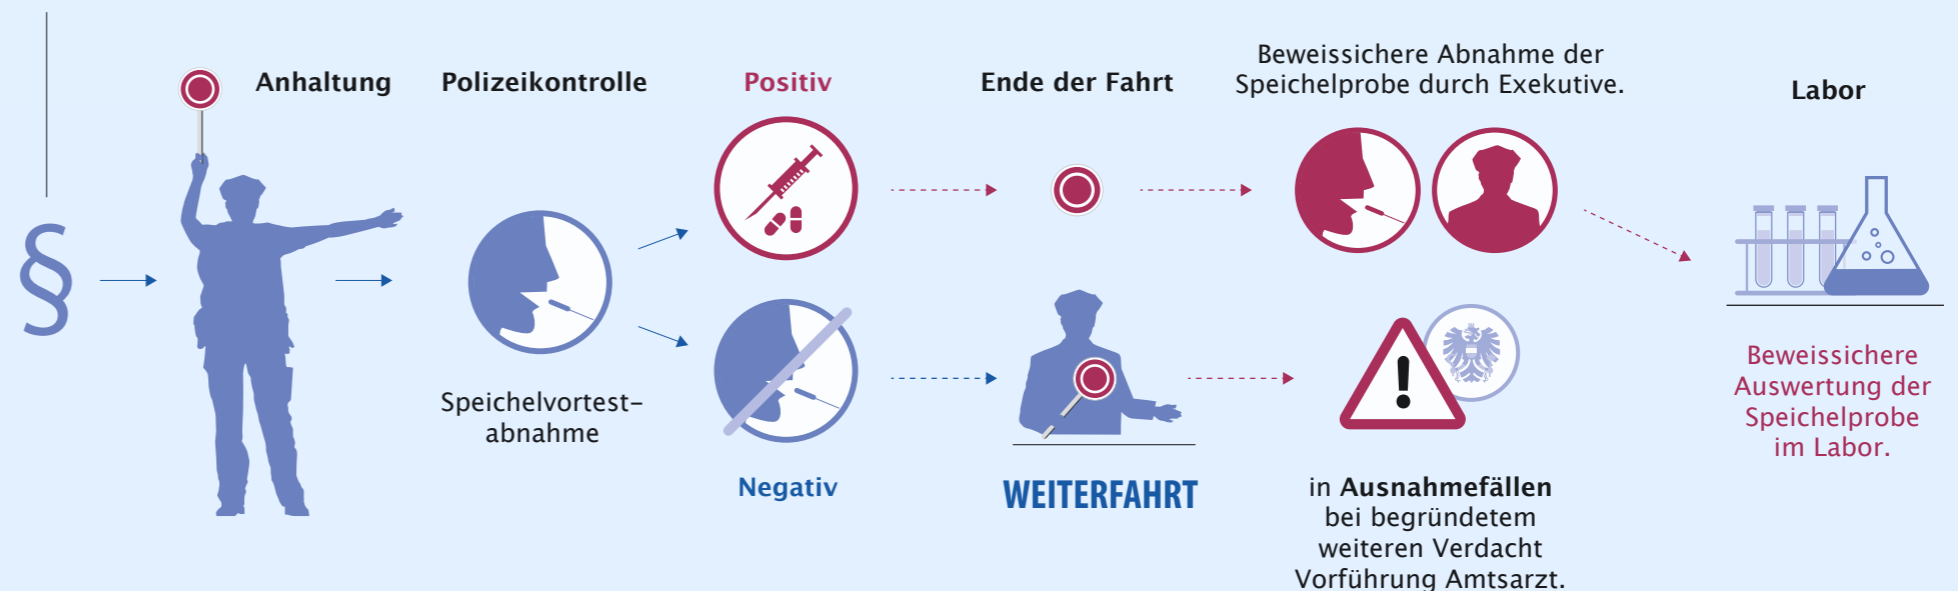 §
Anhaltung
Polizeikontrolle
Speichelvortest-
abnahme
Positiv
Negativ
Ende der Fahrt
WEITERFAHRT
Beweissichere Abnahme der
Speichelprobe durch Exekutive.
in Ausnahmefällen
bei begründetem
weiteren Verdacht
Vorführung Amtsarzt.
Labor
Beweissichere
Auswertung der
Speichelprobe
im Labor.